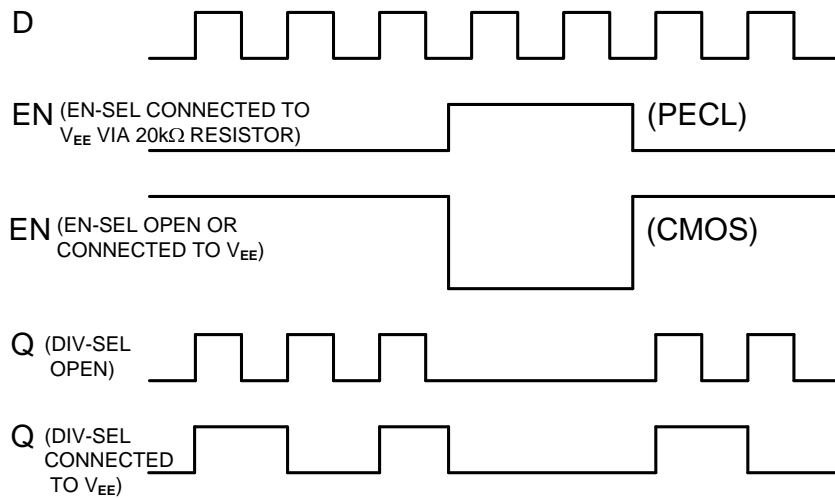 D
EN (EN-SEL CONNECTED TO
VEE VIA 20kΩ RESISTOR)
(PECL)
EN (EN-SEL OPEN OR
CONNECTED TO VEE)
(CMOS)
Q (DIV-SEL
OPEN)
Q (DIV-SEL
CONNECTED
TO VEE)